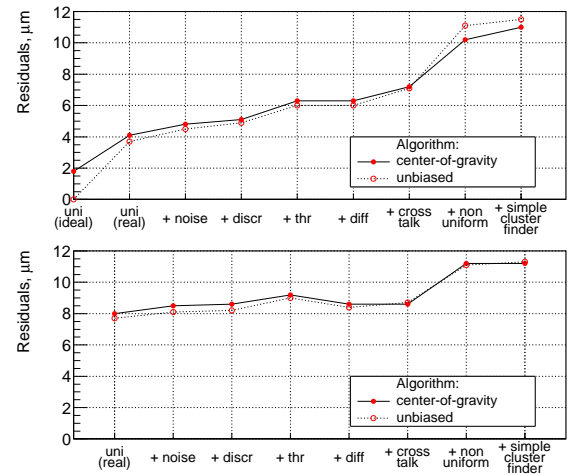 Residuals, µm
12
10
8
6
4
2
0
Algorithm:
center-of-gravity
unbiased
uni (ideal)
uni (real)
+ noise
+ discr
+ thr
+ diff
+ cross talk
+ non uniform
+ simple cluster finder
Residuals, µm
12
10
8
6
4
2
0
Algorithm:
center-of-gravity
unbiased
uni (real)
+ noise
+ discr
+ thr
+ diff
+ cross talk
+ non uniform
+ simple cluster finder